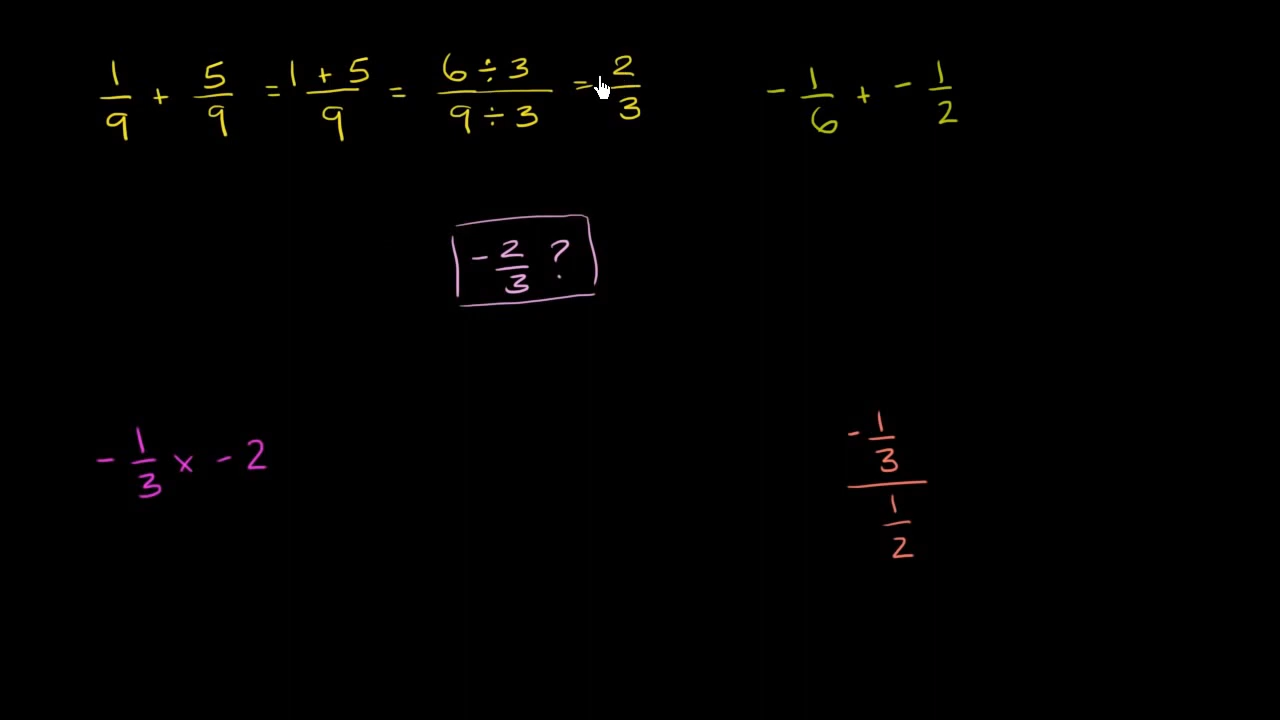 1/9 + 5/9 = (1 + 5)/9 = (6 ÷ 3)/(9 ÷ 3) = 2/3
- 1/6 + - 1/2
- 2/3 ?
- 1/3 x - 2
(- 1/3)/(1/2)